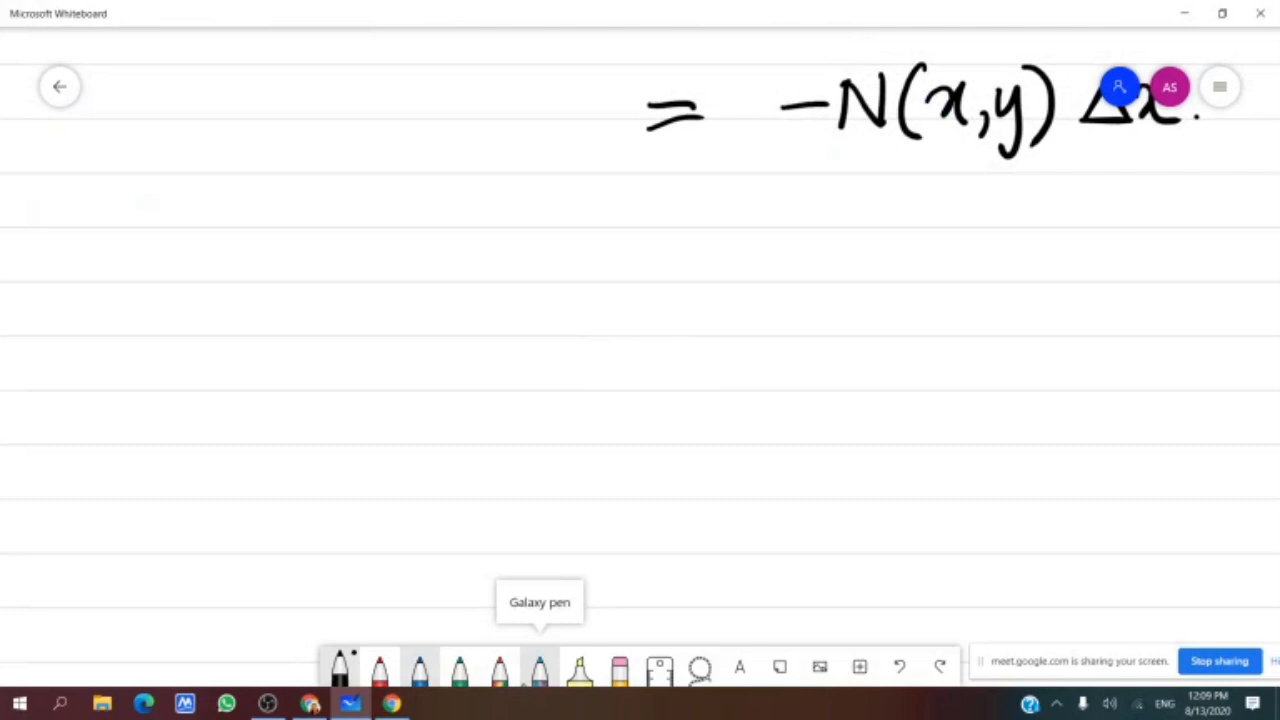 Microsoft Whiteboard
= -N(x,y) Δx.
AS
Galaxy pen
A
meet.google.com is sharing your screen.
Stop sharing
Hi
ENG
12:09 PM
8/13/2020